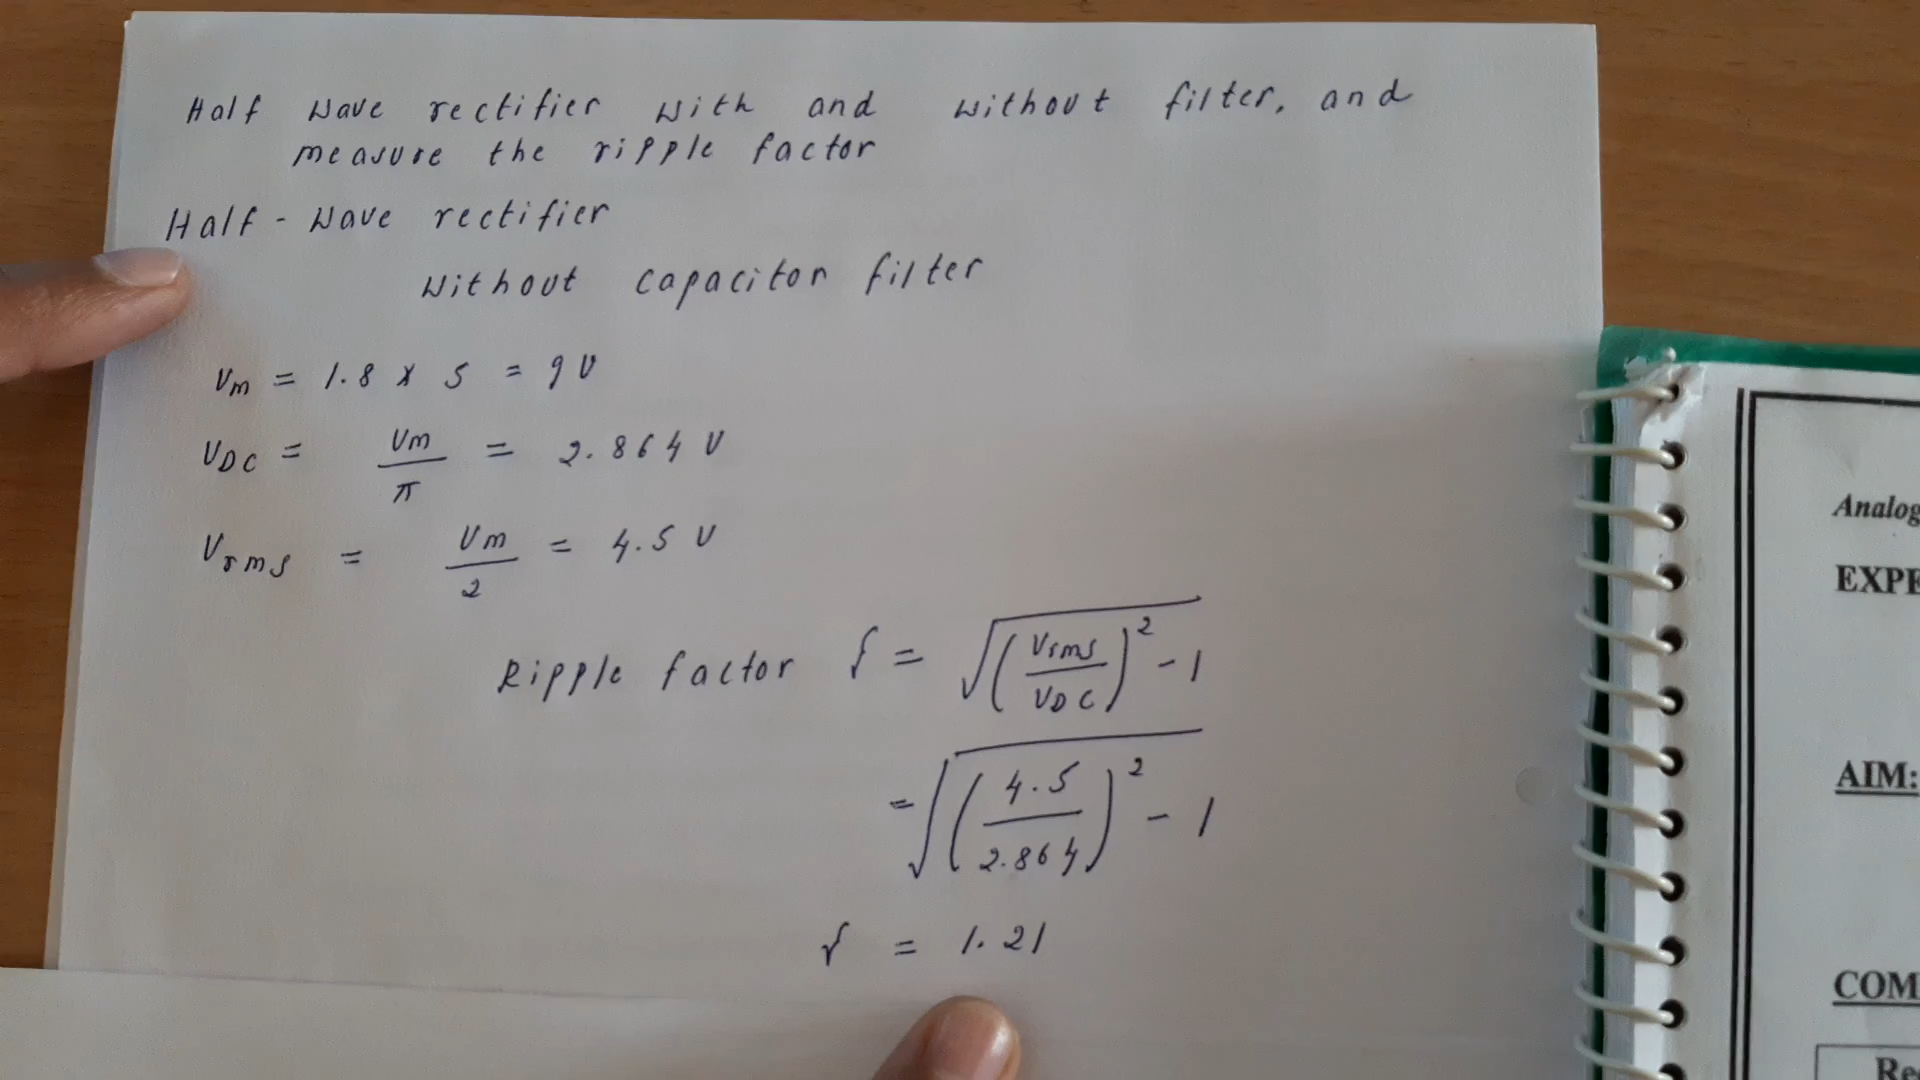 Half wave rectifier with and without filter, and
measure the ripple factor
Half - wave rectifier
without capacitor filter
Vm = 1.8 x 5 = 9 V
VDC = Vm/π = 2.864 V
Vrms = Vm/2 = 4.5 V
Ripple factor r = √((Vrms/VDC)² - 1
= √((4.5/2.864)² - 1
r = 1.21
Analog
EXPE
AIM:
COM
Re